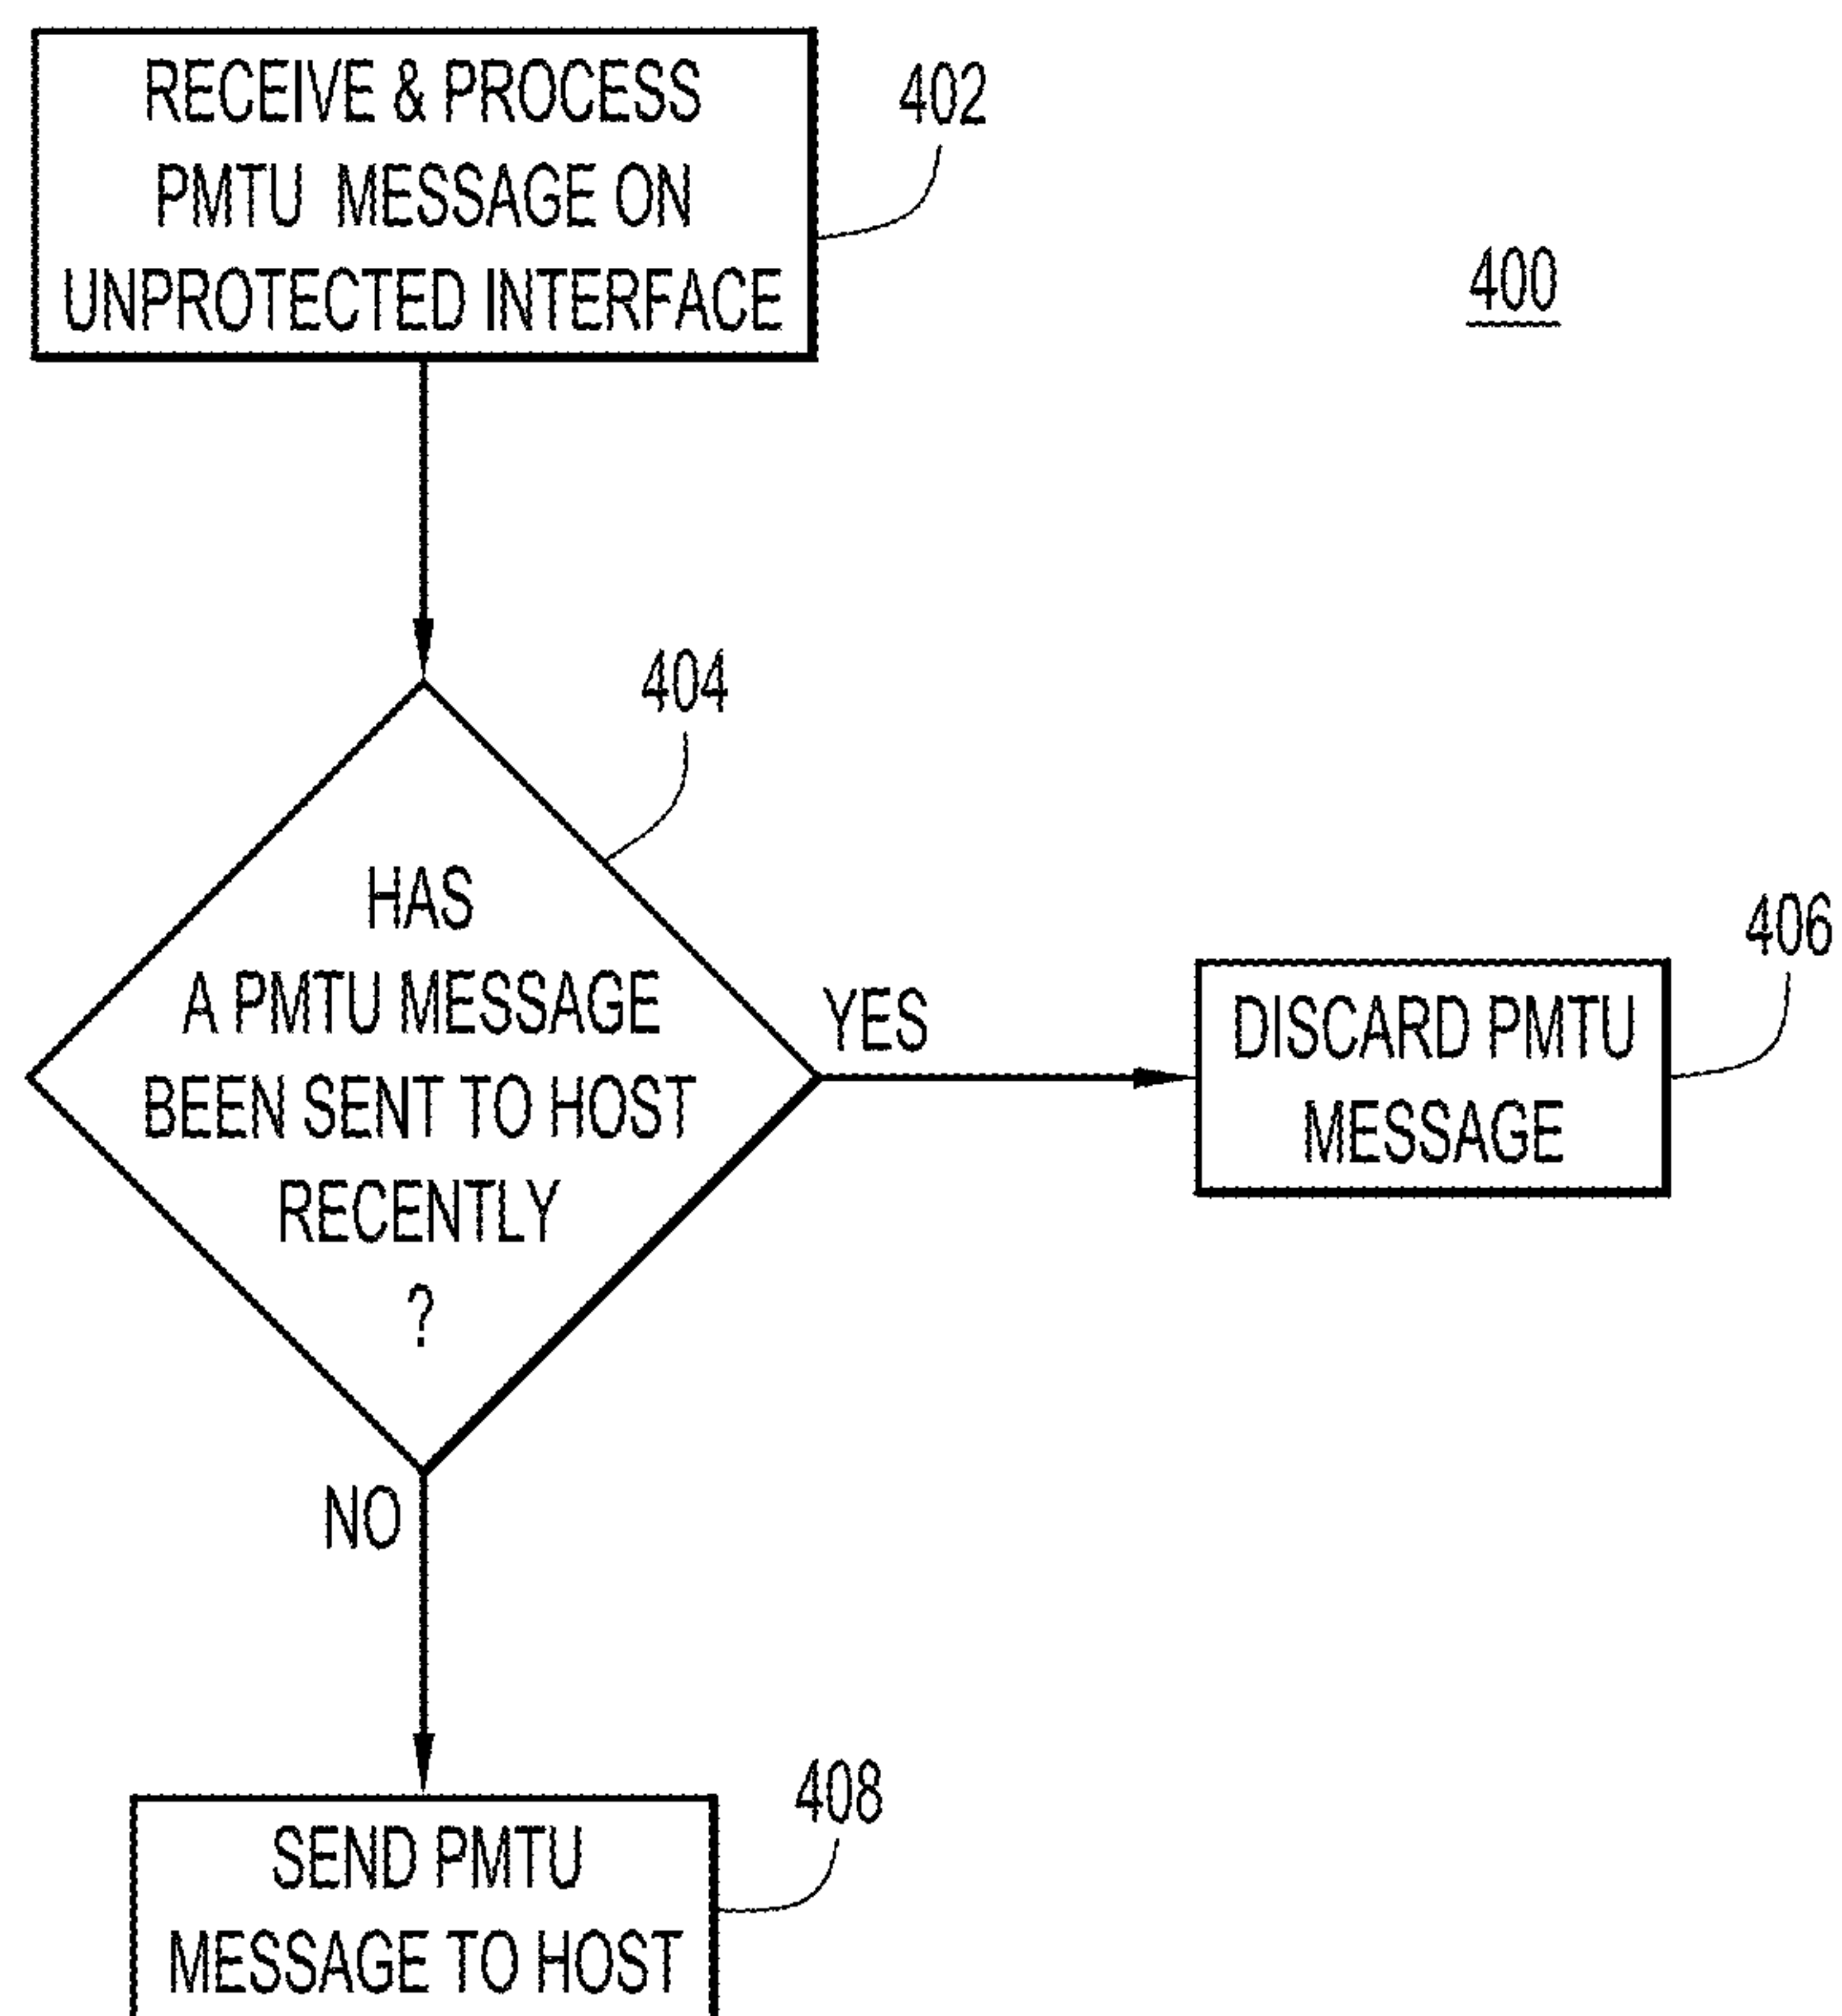 RECEIVE & PROCESS
PMTU MESSAGE ON
UNPROTECTED INTERFACE
402
400
404
HAS
A PMTU MESSAGE
BEEN SENT TO HOST
RECENTLY
?
YES
406
DISCARD PMTU
MESSAGE
NO
408
SEND PMTU
MESSAGE TO HOST